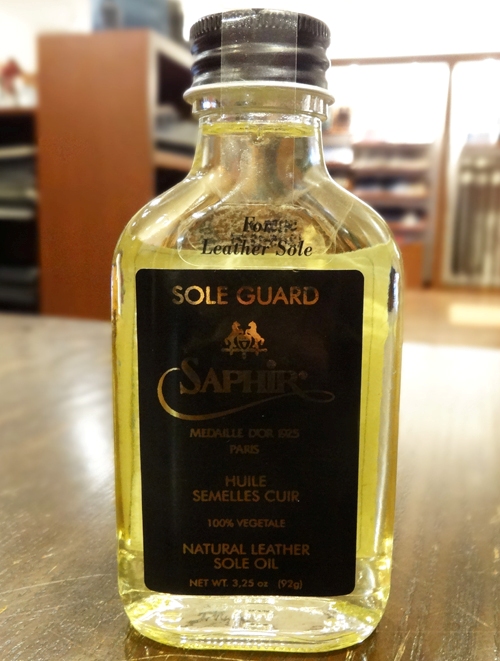 Leather Sole
SOLE GUARD
SAPHIR
MEDAILLE D'OR 1925
PARIS
HUILE
SEMELLES CUIR
100% VEGETALE
NATURAL LEATHER
SOLE OIL
NET WT. 3,25 oz (92g)